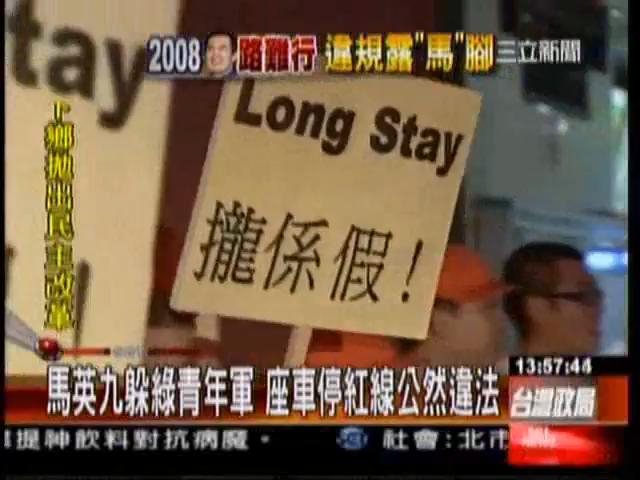 2008 路難行 違規露"馬"腳 三立新聞
tay
Long Stay
攏係假!
鄉拋出民主改革
馬英九躲綠青年軍 座車停紅線公然違法
13:57:44
台灣政局
提神飲料對抗病魔。 社會:北市